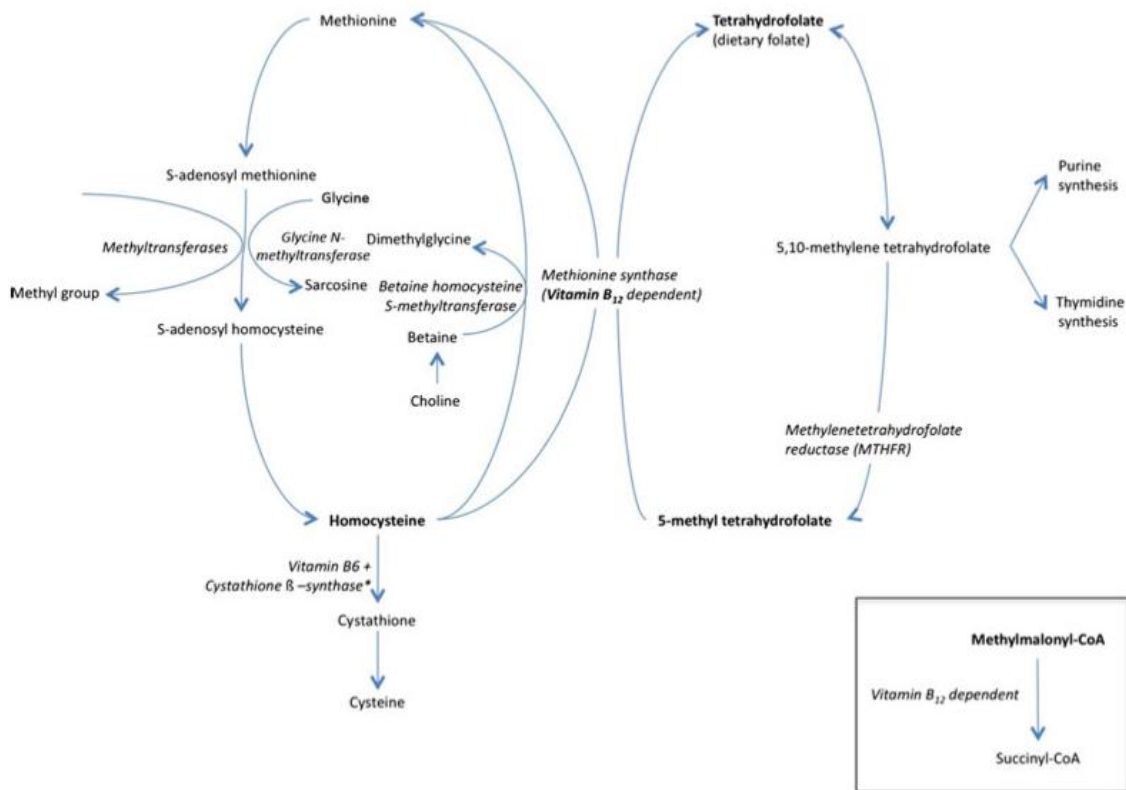 Methionine
Tetrahydrofolate
(dietary folate)
S-adenosyl methionine
Glycine
Purine
synthesis
Methyltransferases
Glycine N-
methyltransferase
Dimethylglycine
5,10-methylene tetrahydrofolate
Sarcosine
Methyl group
Betaine homocysteine
S-methyltransferase
Methionine synthase
(Vitamin B12 dependent)
Thymidine
synthesis
S-adenosyl homocysteine
Betaine
Choline
Methylenetetrahydrofolate
reductase (MTHFR)
Homocysteine
5-methyl tetrahydrofolate
Vitamin B6 +
Cystathione ß –synthase*
Cystathione
Cysteine
Methylmalonyl-CoA
Vitamin B12 dependent
Succinyl-CoA